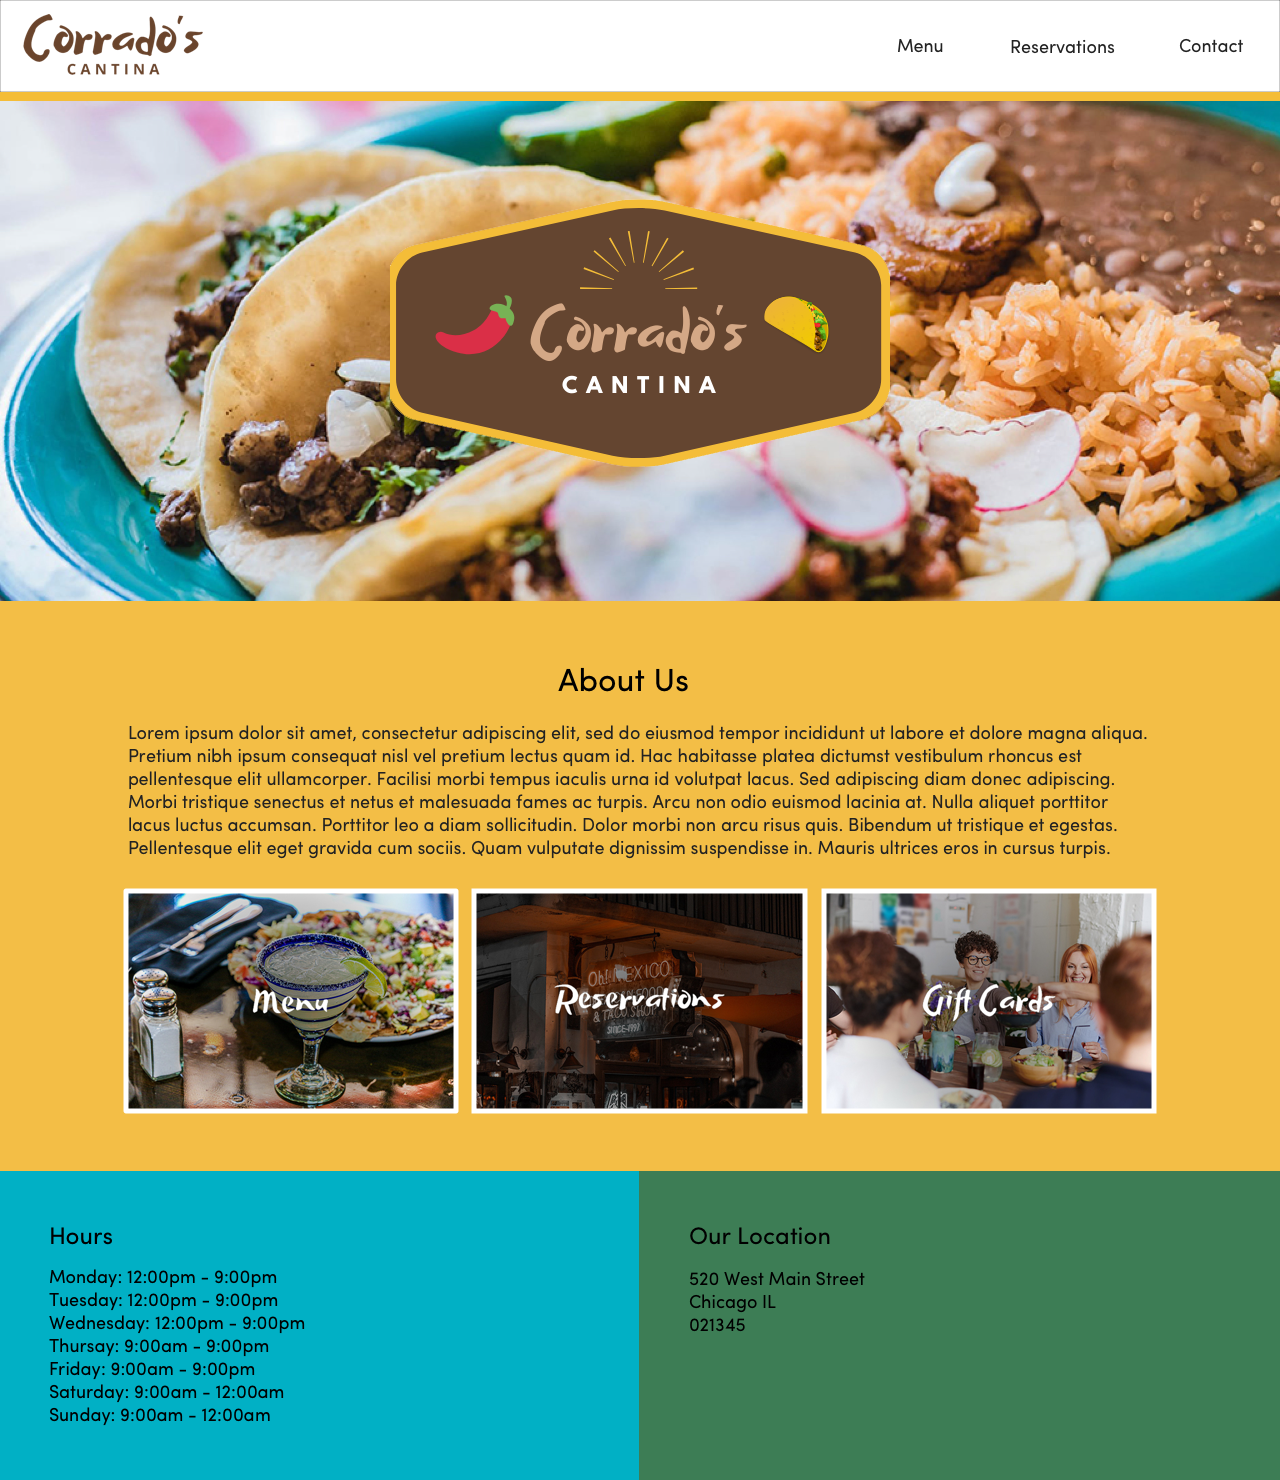 Corrado's
CANTINA
Menu
Reservations
Contact
Corrado's
CANTINA
About Us
Lorem ipsum dolor sit amet, consectetur adipiscing elit, sed do eiusmod tempor incididunt ut labore et dolore magna aliqua.
Pretium nibh ipsum consequat nisl vel pretium lectus quam id. Hac habitasse platea dictumst vestibulum rhoncus est
pellentesque elit ullamcorper. Facilisi morbi tempus iaculis urna id volutpat lacus. Sed adipiscing diam donec adipiscing.
Morbi tristique senectus et netus et malesuada fames ac turpis. Arcu non odio euismod lacinia at. Nulla aliquet porttitor
lacus luctus accumsan. Porttitor leo a diam sollicitudin. Dolor morbi non arcu risus quis. Bibendum ut tristique et egestas.
Pellentesque elit eget gravida cum sociis. Quam vulputate dignissim suspendisse in. Mauris ultrices eros in cursus turpis.
Menu
Oh! MEXICO
Reservations
& TACO SHOP
SINCE-1997
Gift Cards
Hours
Monday: 12:00pm - 9:00pm
Tuesday: 12:00pm - 9:00pm
Wednesday: 12:00pm - 9:00pm
Thursay: 9:00am - 9:00pm
Friday: 9:00am - 9:00pm
Saturday: 9:00am - 12:00am
Sunday: 9:00am - 12:00am
Our Location
520 West Main Street
Chicago IL
021345